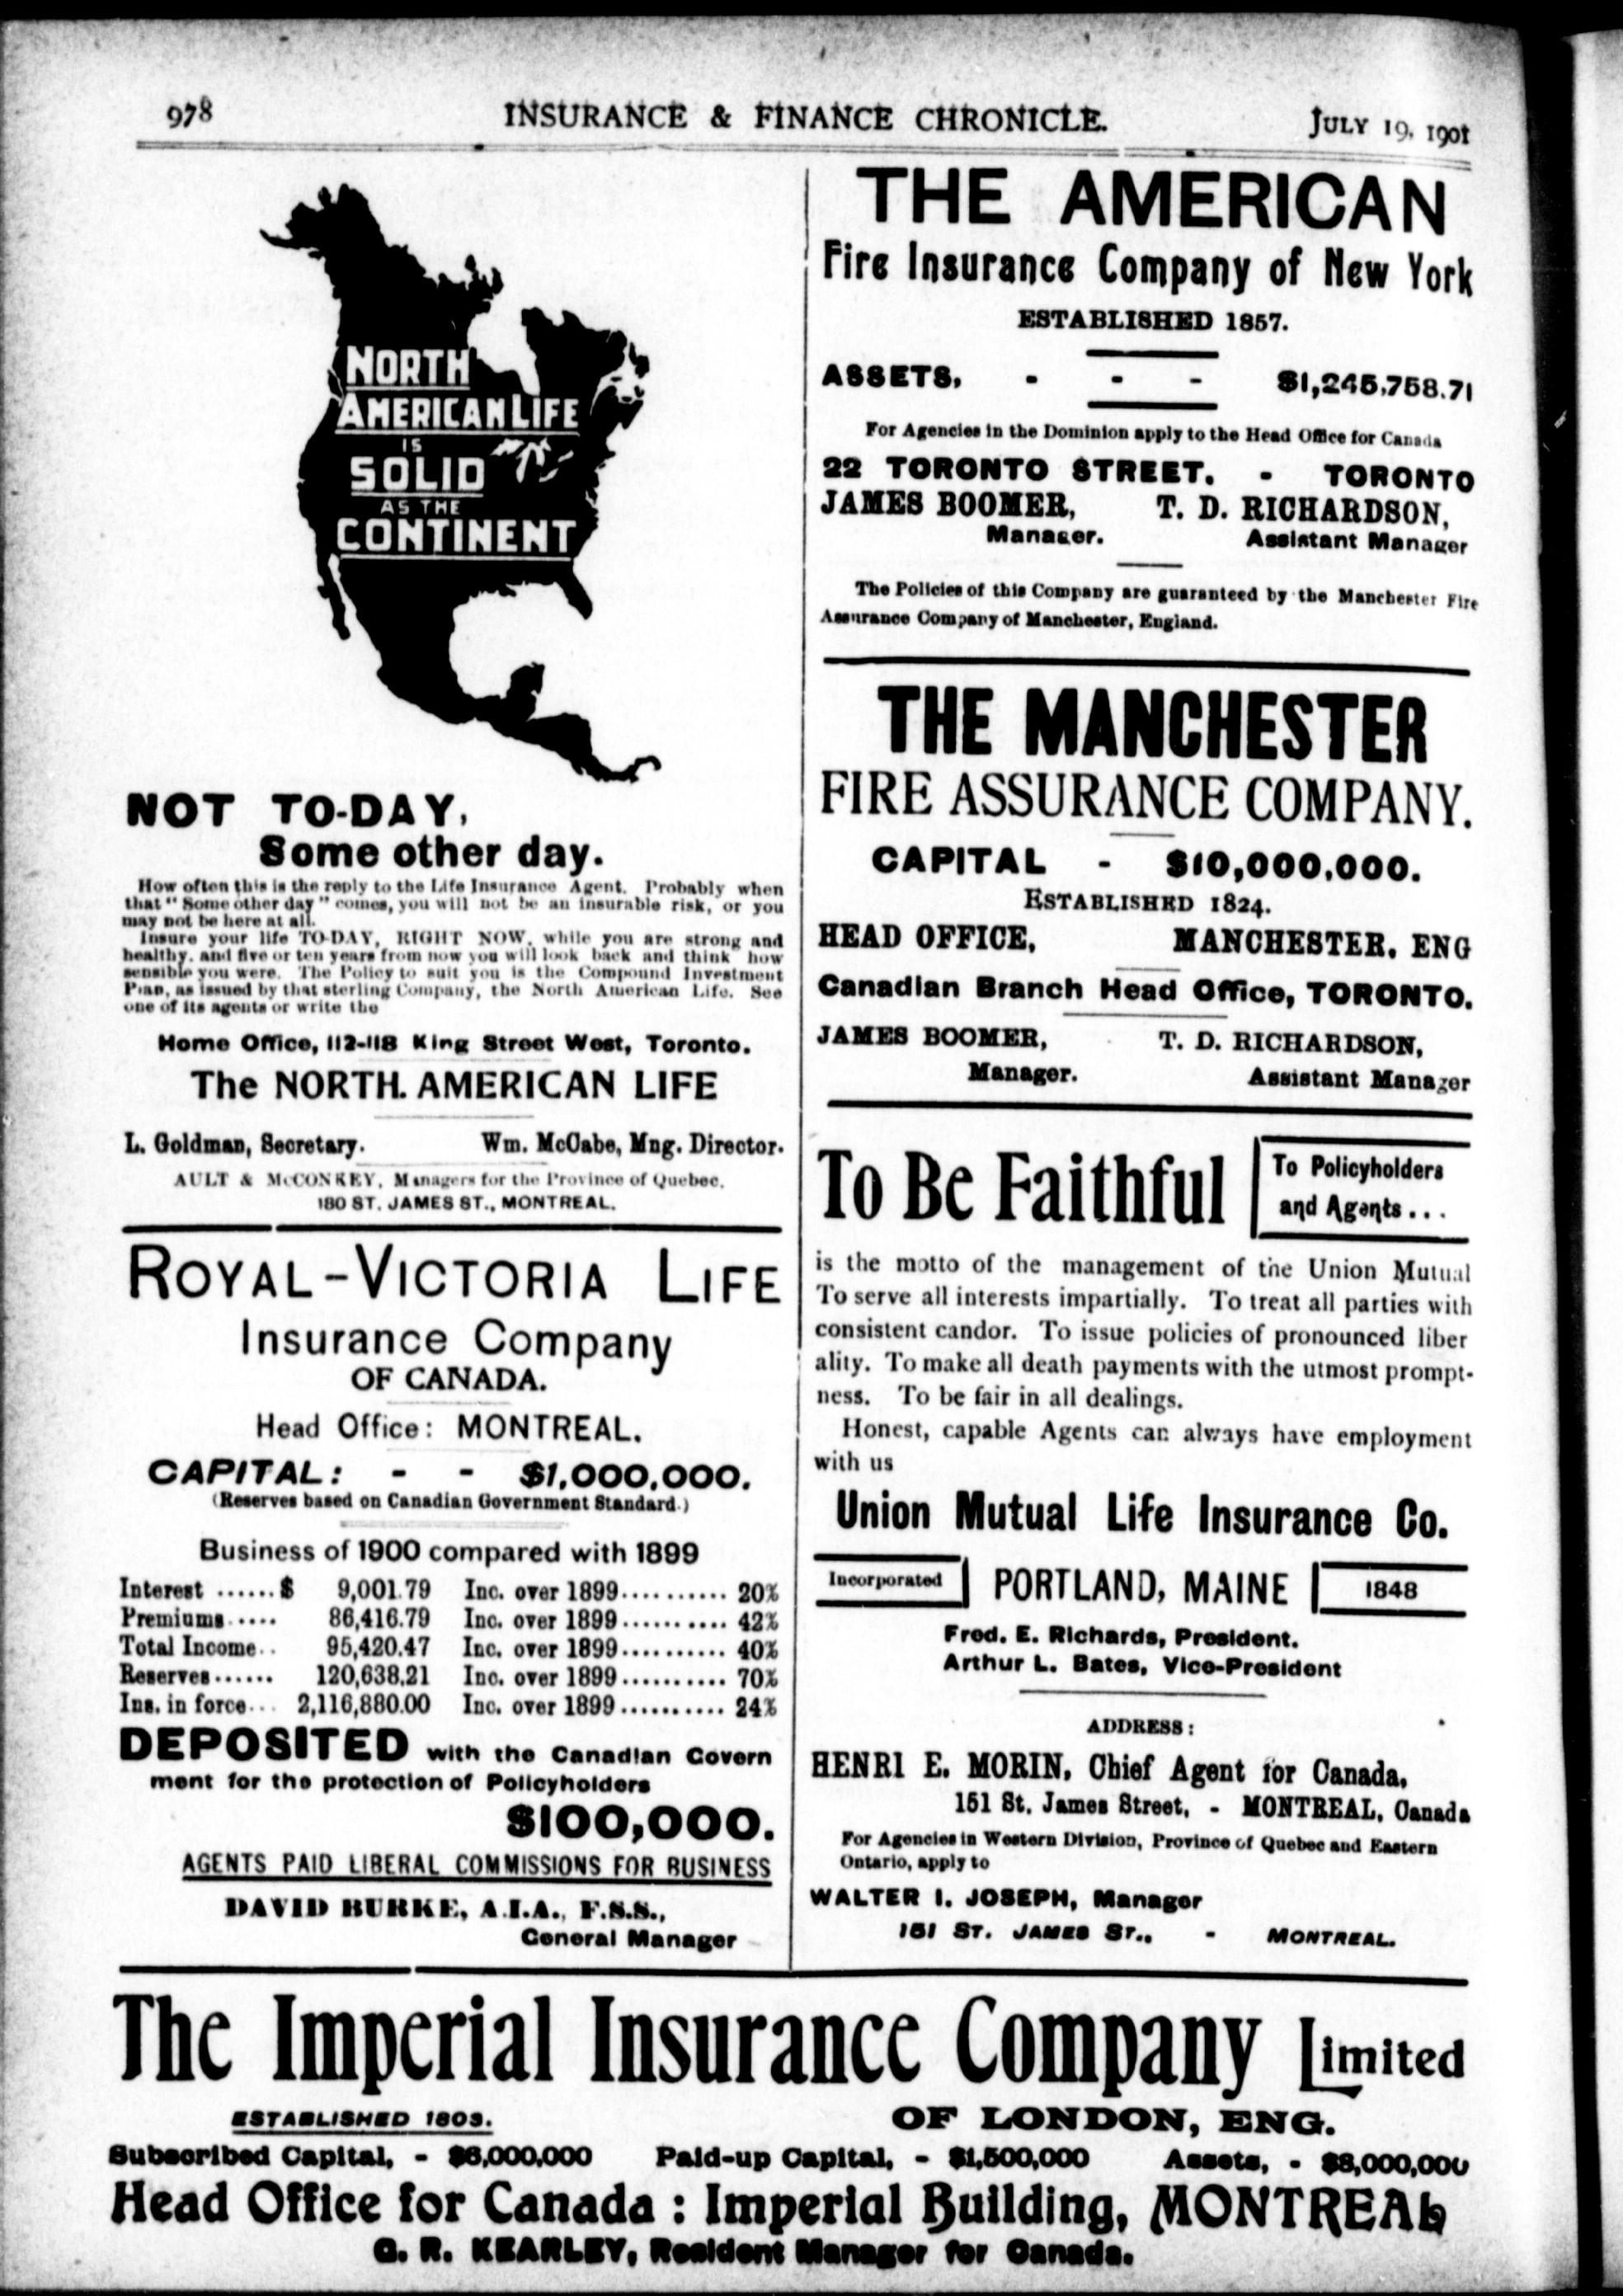 978
INSURANCE & FINANCE CHRONICLE.
JULY 19, 1901
NORTH
AMERICAN LIFE
IS
SOLID
AS THE
CONTINENT
NOT TO-DAY,
Some other day.
How often this is the reply to the Life Insurance Agent. Probably when
that "Some other day" comes, you will not be an insurable risk, or you
may not be here at all.
Insure your life TO-DAY, RIGHT NOW, while you are strong and
healthy, and five or ten years from now you will look back and think how
sensible you were. The Policy to suit you is the Compound Investment
Plan, as issued by that sterling Company, the North American Life. See
one of its agents or write the
Home Office, 112-118 King Street West, Toronto.
The NORTH. AMERICAN LIFE
L. Goldman, Secretary. Wm. McCabe, Mng. Director.
AULT & McCONKEY, Managers for the Province of Quebec.
180 ST. JAMES ST., MONTREAL.
ROYAL-VICTORIA LIFE
Insurance Company
OF CANADA.
Head Office: MONTREAL.
CAPITAL: - - $1,000,000.
(Reserves based on Canadian Government Standard.)
Business of 1900 compared with 1899
Interest ......$ 9,001.79 Inc. over 1899........... 20%
Premiums..... 86,416.79 Inc. over 1899.......... 42%
Total Income.. 95,420.47 Inc. over 1899.......... 40%
Reserves...... 120,638.21 Inc. over 1899.......... 70%
Ins. in force... 2,116,880.00 Inc. over 1899.......... 24%
DEPOSITED with the Canadian Govern
ment for the protection of Policyholders
$100,000.
AGENTS PAID LIBERAL COMMISSIONS FOR BUSINESS
DAVID BURKE, A.I.A., F.S.S.,
General Manager
THE AMERICAN
Fire Insurance Company of New York
ESTABLISHED 1857.
ASSETS, - - - $1,245,758.71
For Agencies in the Dominion apply to the Head Office for Canada
22 TORONTO STREET. - TORONTO
JAMES BOOMER, T. D. RICHARDSON,
Manager. Assistant Manager
The Policies of this Company are guaranteed by the Manchester Fire
Assurance Company of Manchester, England.
THE MANCHESTER
FIRE ASSURANCE COMPANY.
CAPITAL - $10,000,000.
ESTABLISHED 1824.
HEAD OFFICE, MANCHESTER, ENG
Canadian Branch Head Office, TORONTO.
JAMES BOOMER, T. D. RICHARDSON,
Manager. Assistant Manager
To Be Faithful
To Policyholders
and Agents...
is the motto of the management of the Union Mutual
To serve all interests impartially. To treat all parties with
consistent candor. To issue policies of pronounced liber
ality. To make all death payments with the utmost prompt-
ness. To be fair in all dealings.
Honest, capable Agents can always have employment
with us
Union Mutual Life Insurance Co.
Incorporated PORTLAND, MAINE 1848
Fred. E. Richards, President.
Arthur L. Bates, Vice-President
ADDRESS:
HENRI E. MORIN, Chief Agent for Canada,
151 St. James Street, - MONTREAL, Canada
For Agencies in Western Division, Province of Quebec and Eastern
Ontario, apply to
WALTER I. JOSEPH, Manager
151 ST. JAMES ST., - MONTREAL.
The Imperial Insurance Company Limited
ESTABLISHED 1803. OF LONDON, ENG.
Subscribed Capital, - $6,000,000 Paid-up Capital, - $1,500,000 Assets, - $8,000,000
Head Office for Canada : Imperial Building, MONTREAL
G. R. KEARLEY, Resident Manager for Canada.